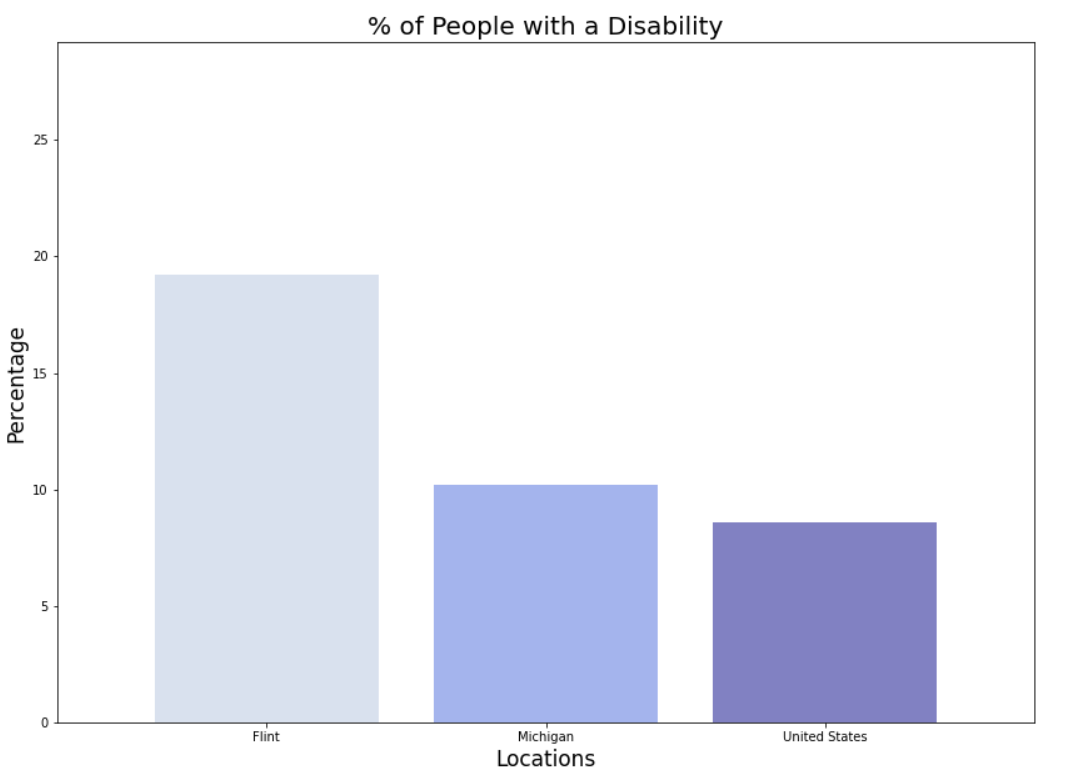 % of People with a Disability
25
20
15
10
5
0
Percentage
Flint
Michigan
United States
Locations